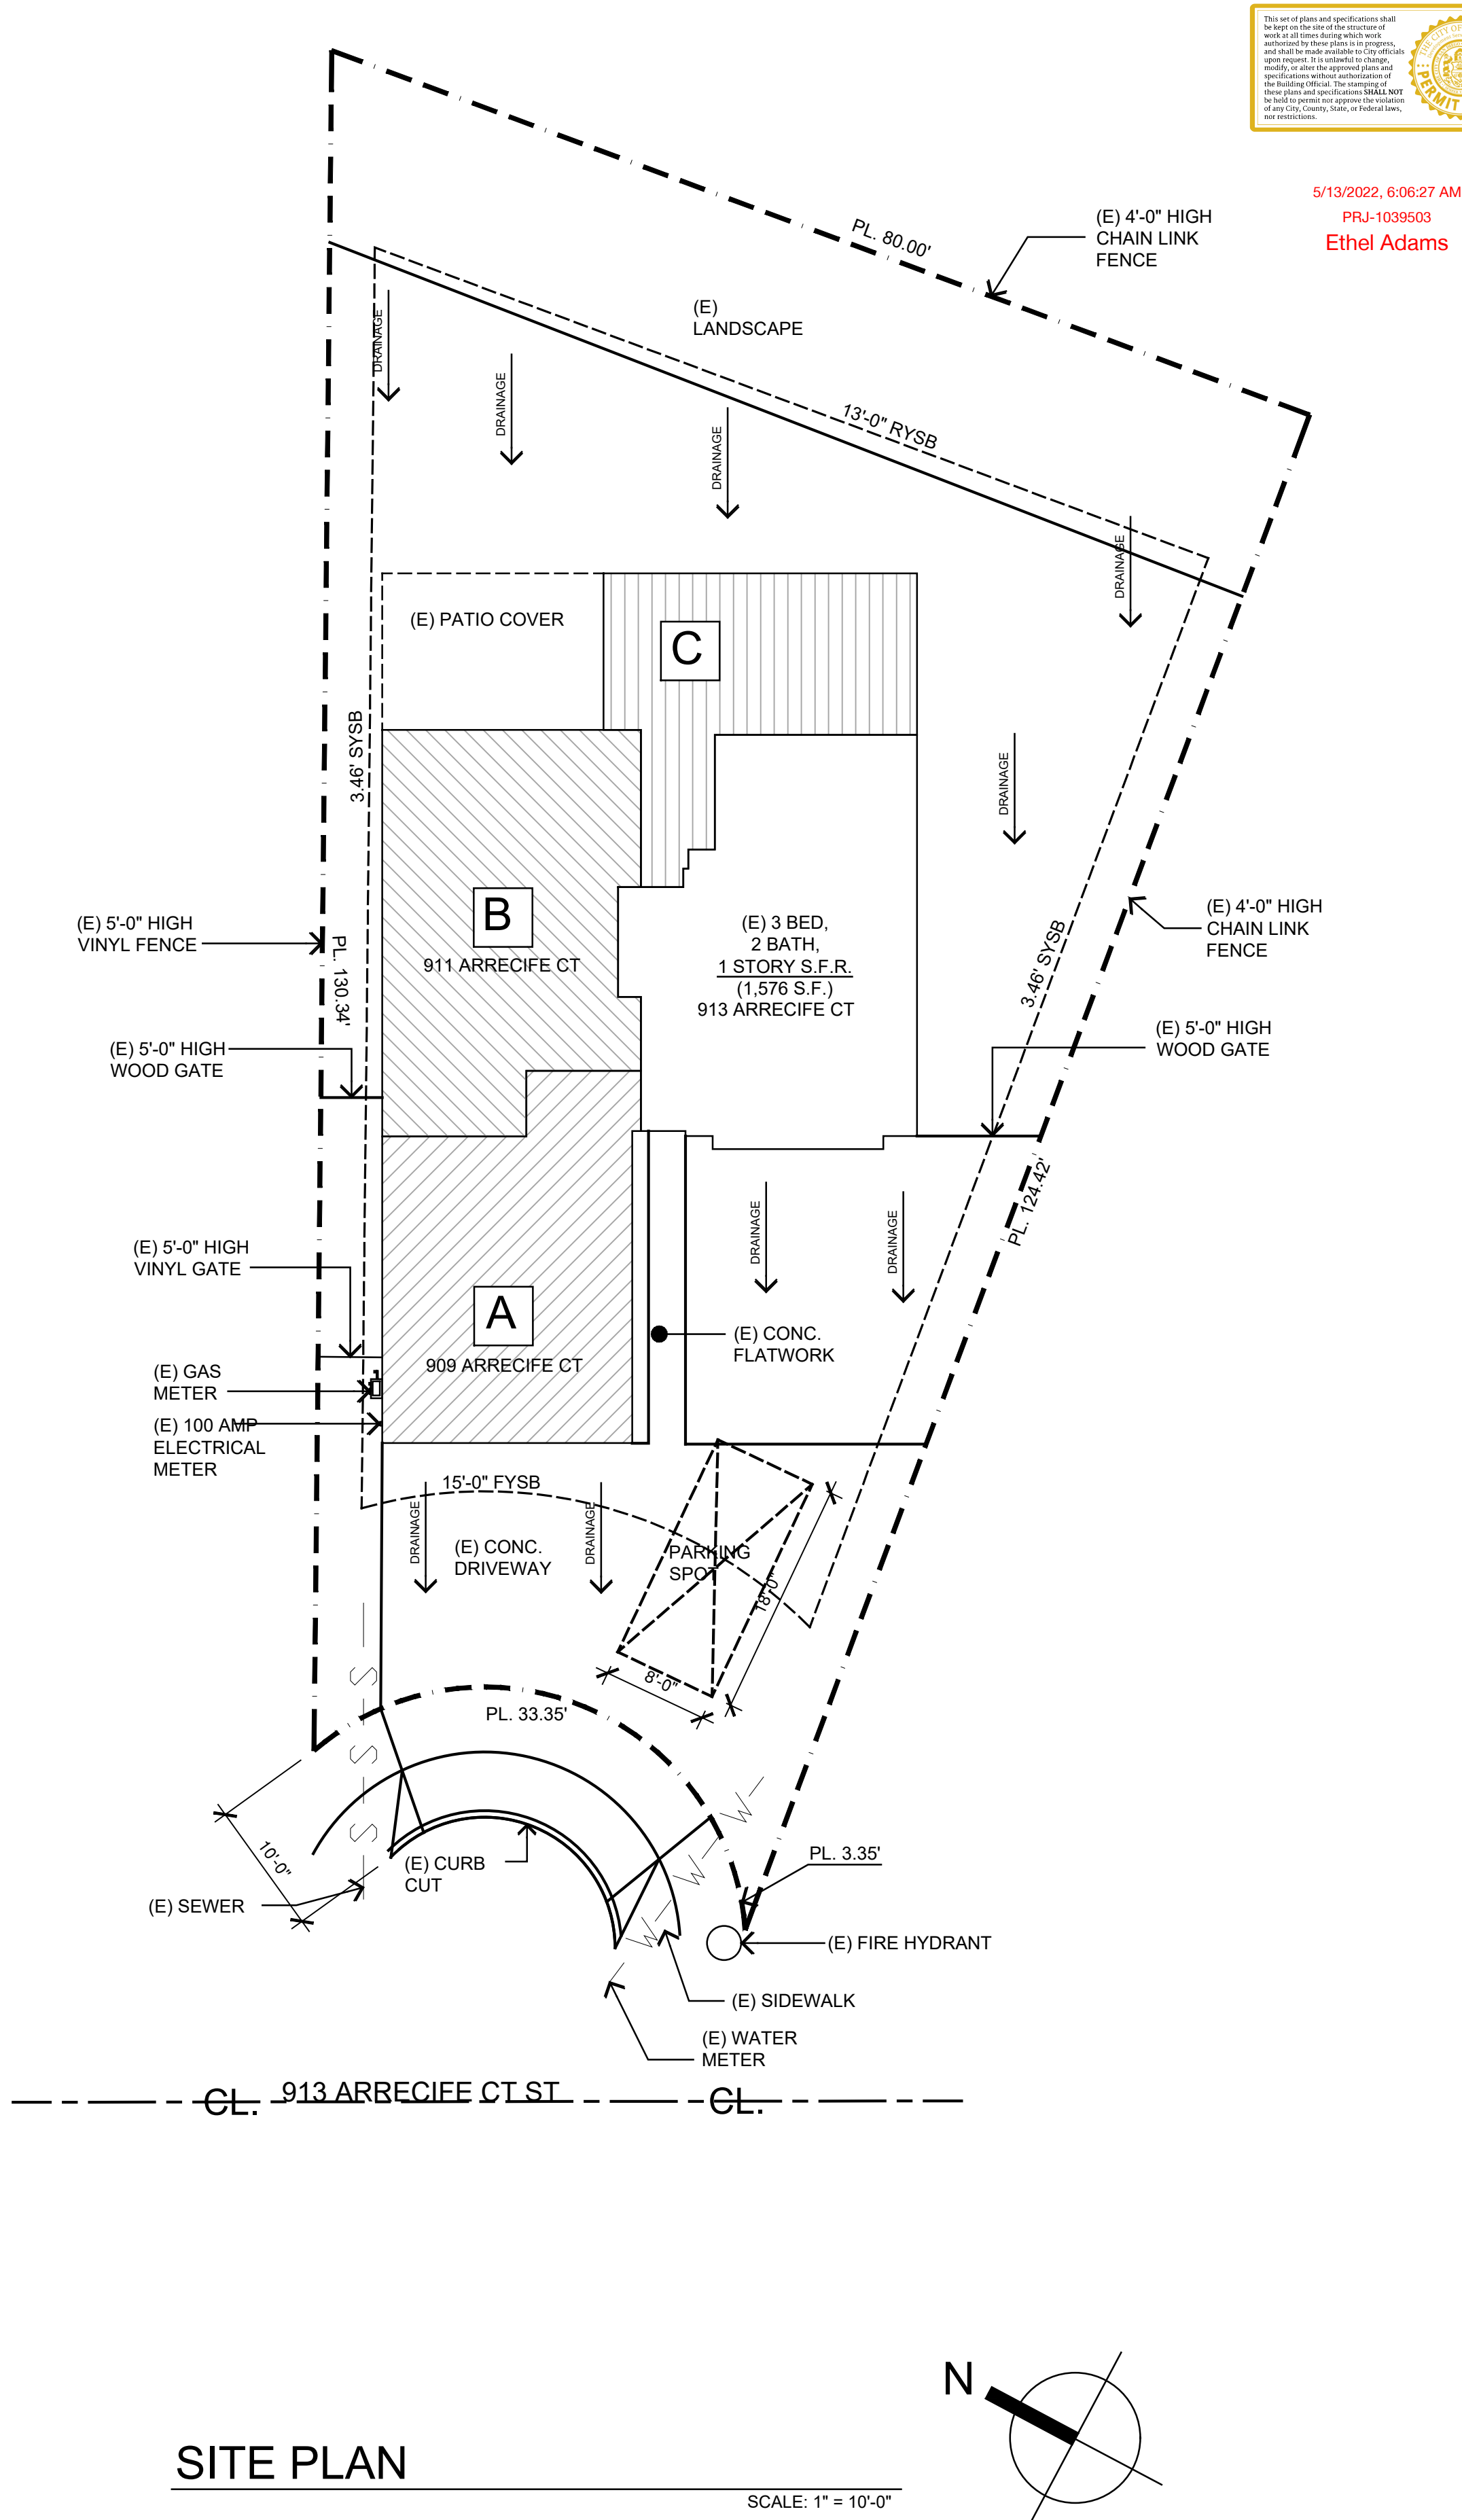 This set of plans and specifications shall
be kept on the site of the structure of
work at all times during which work
authorized by these plans is in progress,
and shall be made available to City officials
upon request. It is unlawful to change,
modify, or alter the approved plans and
specifications without authorization of
the Building Official. The stamping of
these plans and specifications SHALL NOT
be held to permit nor approve the violation
of any City, County, State, or Federal laws,
nor restrictions.
THE CITY OF
PERMIT
5/13/2022, 6:06:27 AM
PRJ-1039503
Ethel Adams
(E) 4'-0" HIGH
CHAIN LINK
FENCE
PL. 80.00'
(E)
LANDSCAPE
DRAINAGE
DRAINAGE
DRAINAGE
13'-0" RYSB
DRAINAGE
(E) PATIO COVER
C
3.46' SYSB
DRAINAGE
B
911 ARRECIFE CT
(E) 3 BED,
2 BATH,
1 STORY S.F.R.
(1,576 S.F.)
913 ARRECIFE CT
(E) 5'-0" HIGH
VINYL FENCE
PL. 130.34'
3.46' SYSB
(E) 4'-0" HIGH
CHAIN LINK
FENCE
(E) 5'-0" HIGH
WOOD GATE
(E) 5'-0" HIGH
WOOD GATE
PL. 124.42'
DRAINAGE
DRAINAGE
(E) 5'-0" HIGH
VINYL GATE
A
909 ARRECIFE CT
(E) CONC.
FLATWORK
(E) GAS
METER
(E) 100 AMP
ELECTRICAL
METER
15'-0" FYSB
DRAINAGE
(E) CONC.
DRIVEWAY
DRAINAGE
PARKING
SPOT
18'-0"
8'-0"
S
PL. 33.35'
S
W
S
W
W
10'-0"
(E) CURB
CUT
PL. 3.35'
(E) SEWER
(E) FIRE HYDRANT
(E) SIDEWALK
(E) WATER
METER
CL.
913 ARRECIFE CT ST
CL.
N
SITE PLAN
SCALE: 1" = 10'-0"